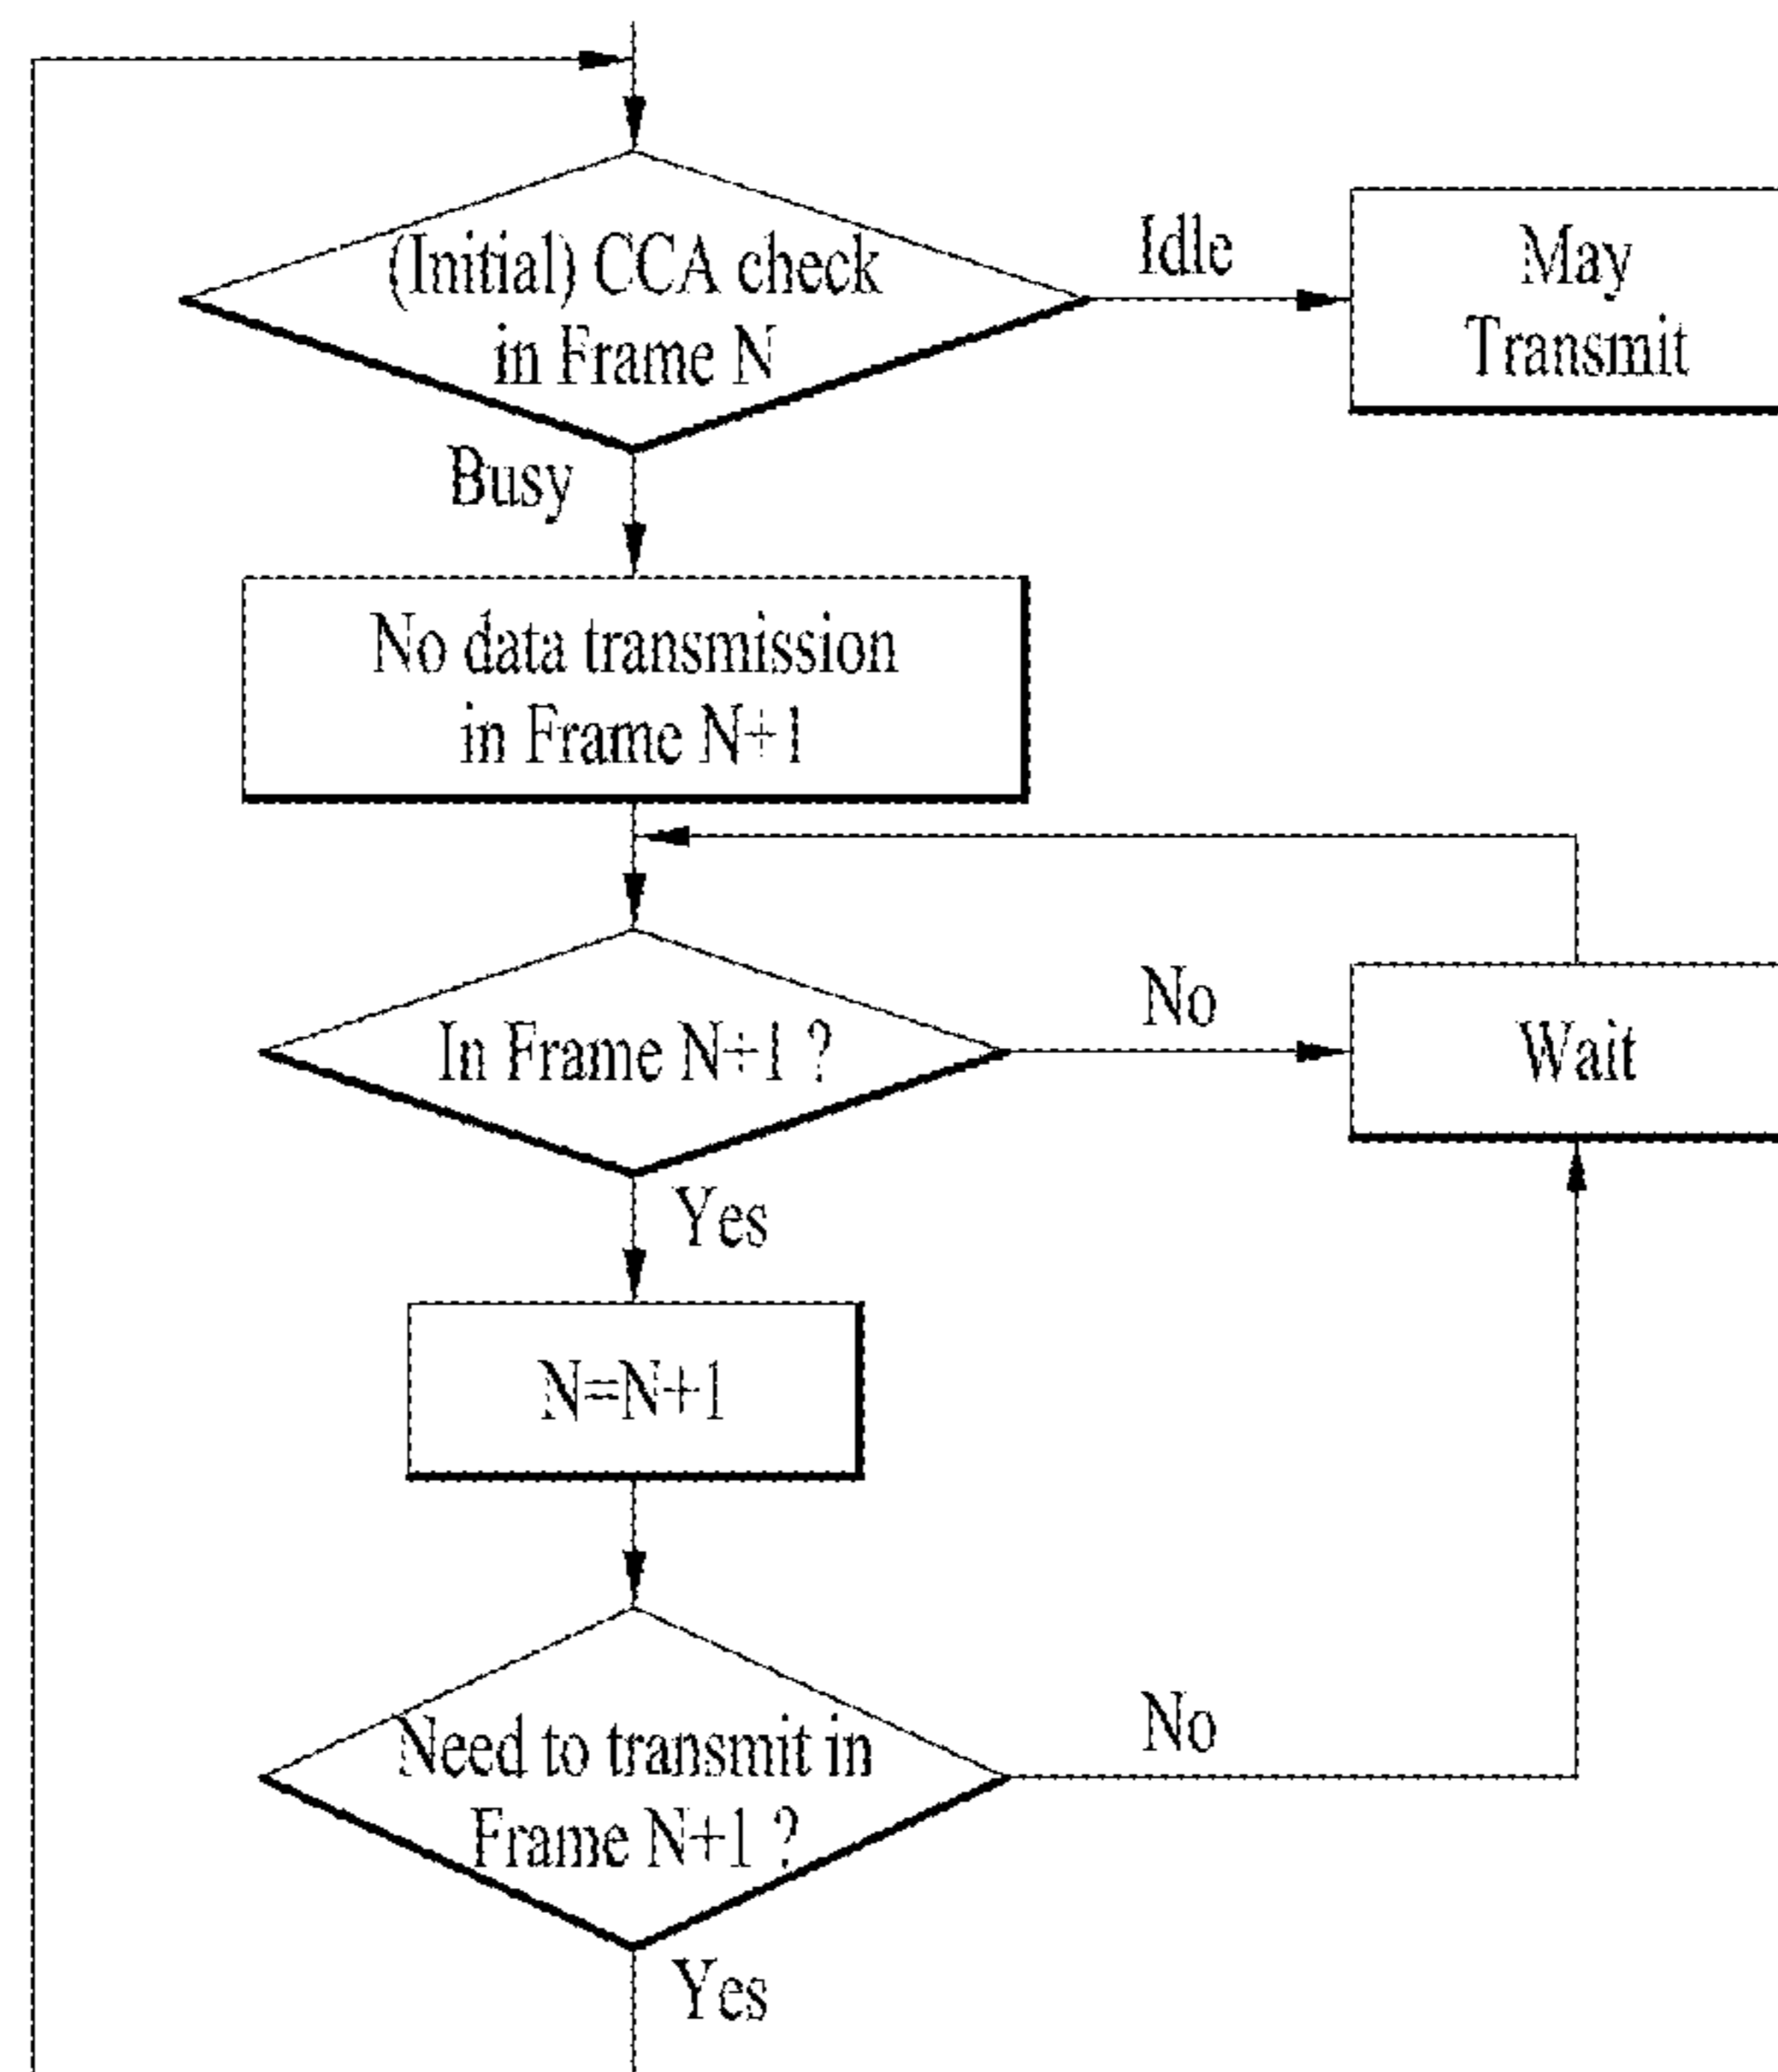 (Initial) CCA check
in Frame N
Idle
May
Transmit
Busy
No data transmission
in Frame N+1
In Frame N+1 ?
No
Wait
Yes
N=N+1
Need to transmit in
Frame N+1 ?
No
Yes